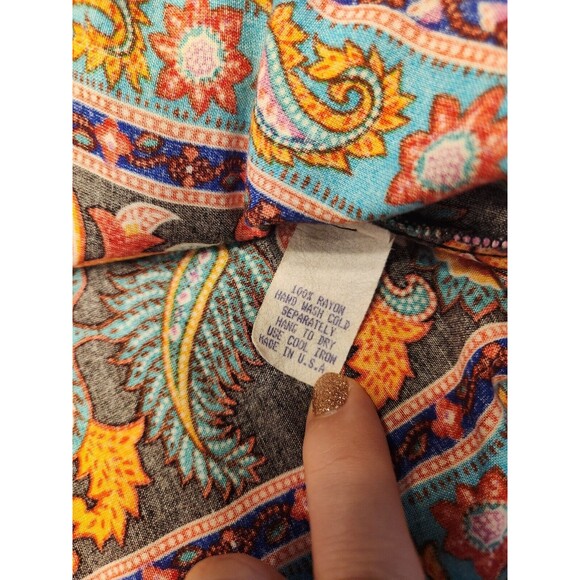 100% RAYON
HAND WASH COLD
SEPARATELY
HANG TO DRY
USE COOL IRON
MADE IN U.S.A